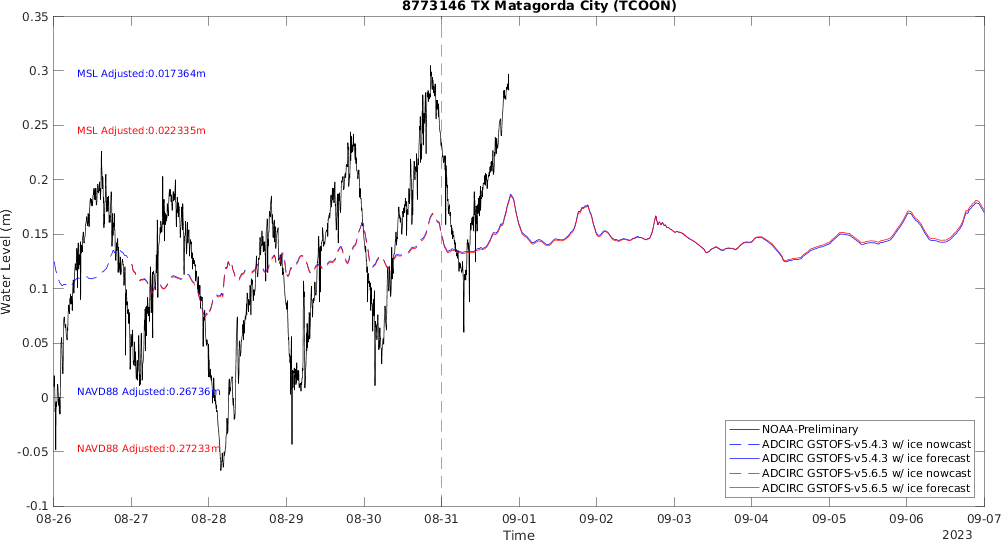 8773146 TX Matagorda City (TCOON)
0.35
0.3
0.25
0.2
0.15
0.1
0.05
0
-0.05
-0.1
Water Level (m)
MSL Adjusted:0.017364m
MSL Adjusted:0.022335m
NAVD88 Adjusted:0.26736m
NAVD88 Adjusted:0.27233m
NOAA-Preliminary
ADCIRC GSTOFS-v5.4.3 w/ ice nowcast
ADCIRC GSTOFS-v5.4.3 w/ ice forecast
ADCIRC GSTOFS-v5.6.5 w/ ice nowcast
ADCIRC GSTOFS-v5.6.5 w/ ice forecast
08-26 08-27 08-28 08-29 08-30 08-31 09-01 09-02 09-03 09-04 09-05 09-06 09-07
Time
2023